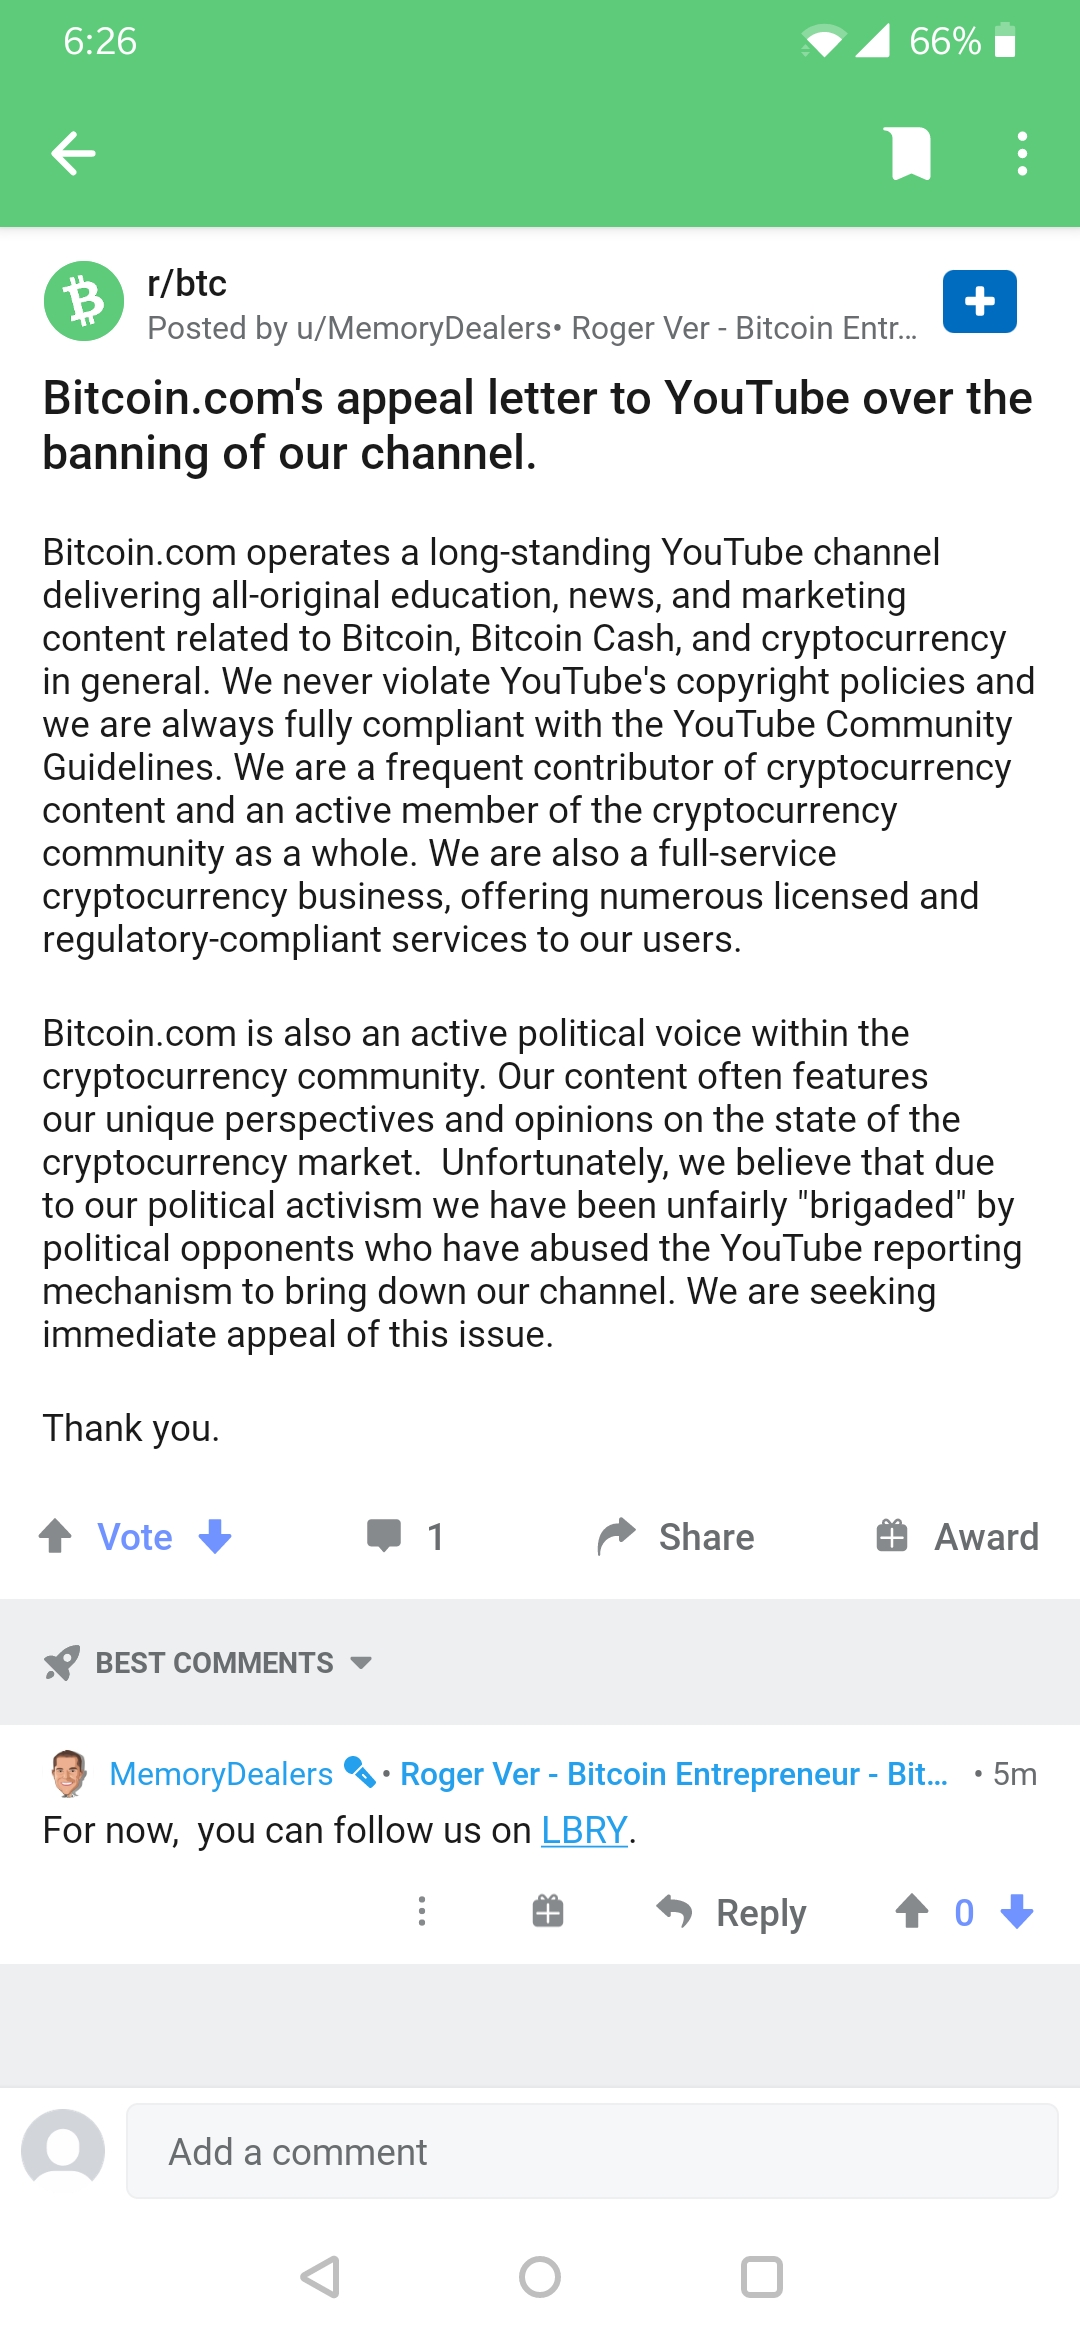 6:26
66%
r/btc
Posted by u/MemoryDealers• Roger Ver - Bitcoin Entr...
Bitcoin.com's appeal letter to YouTube over the
banning of our channel.
Bitcoin.com operates a long-standing YouTube channel
delivering all-original education, news, and marketing
content related to Bitcoin, Bitcoin Cash, and cryptocurrency
in general. We never violate YouTube's copyright policies and
we are always fully compliant with the YouTube Community
Guidelines. We are a frequent contributor of cryptocurrency
content and an active member of the cryptocurrency
community as a whole. We are also a full-service
cryptocurrency business, offering numerous licensed and
regulatory-compliant services to our users.
Bitcoin.com is also an active political voice within the
cryptocurrency community. Our content often features
our unique perspectives and opinions on the state of the
cryptocurrency market.  Unfortunately, we believe that due
to our political activism we have been unfairly "brigaded" by
political opponents who have abused the YouTube reporting
mechanism to bring down our channel. We are seeking
immediate appeal of this issue.
Thank you.
Vote 1 Share Award
BEST COMMENTS
MemoryDealers • Roger Ver - Bitcoin Entrepreneur - Bit... • 5m
For now,  you can follow us on LBRY.
Reply 0
Add a comment